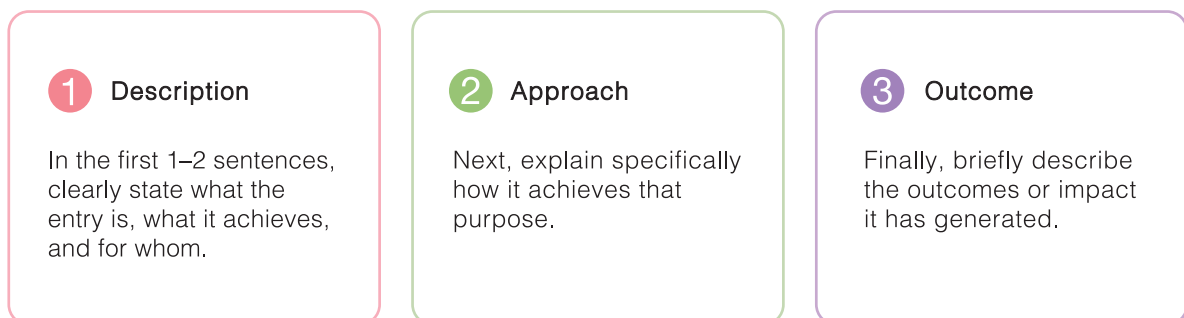 1 Description
In the first 1–2 sentences,
clearly state what the
entry is, what it achieves,
and for whom.
2 Approach
Next, explain specifically
how it achieves that
purpose.
3 Outcome
Finally, briefly describe
the outcomes or impact
it has generated.